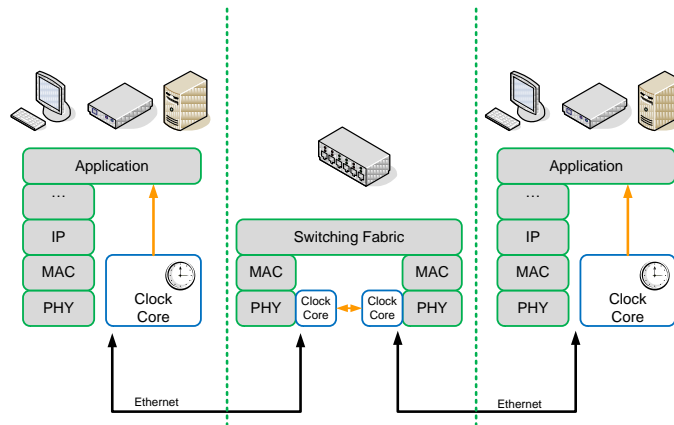 Application
...
IP
MAC
PHY
Clock
Core
Ethernet
Switching Fabric
MAC
PHY
Clock
Core
Clock
Core
MAC
PHY
Application
...
IP
MAC
PHY
Clock
Core
Ethernet